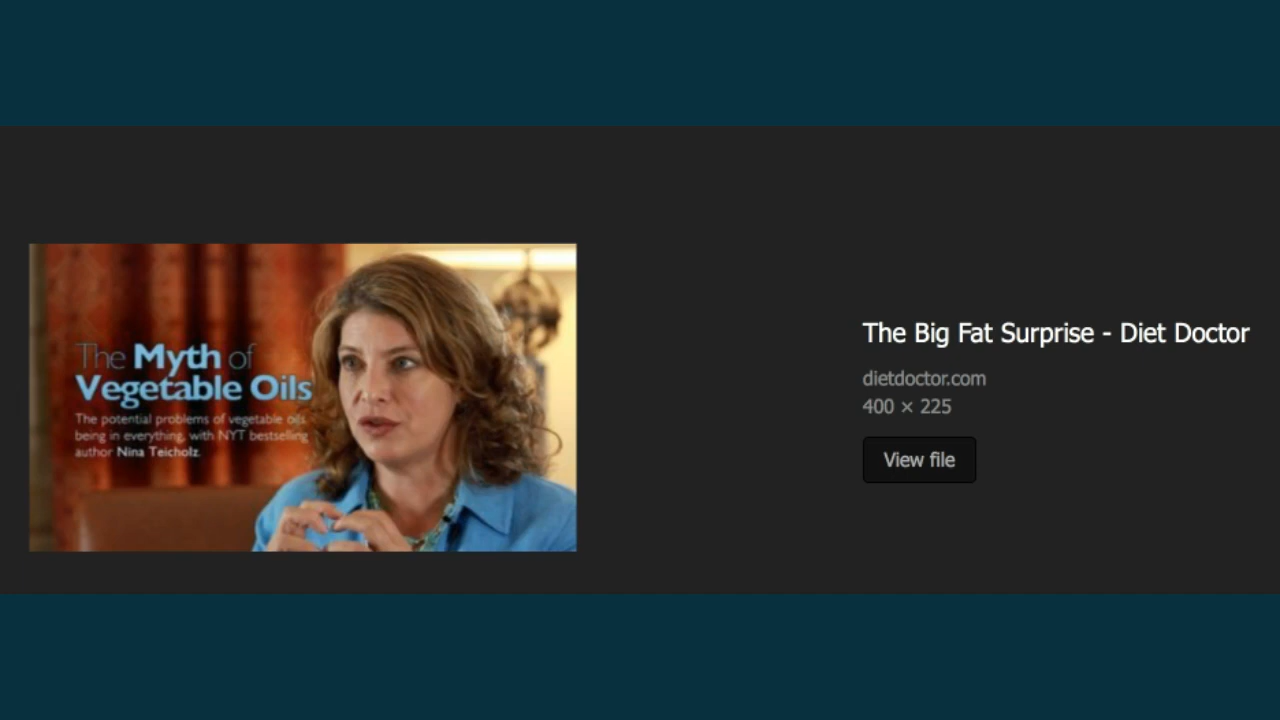 The Myth of
Vegetable Oils
The potential problems of vegetable oils
being in everything, with NYT bestselling
author Nina Teicholz.
The Big Fat Surprise - Diet Doctor
dietdoctor.com
400 × 225
View file